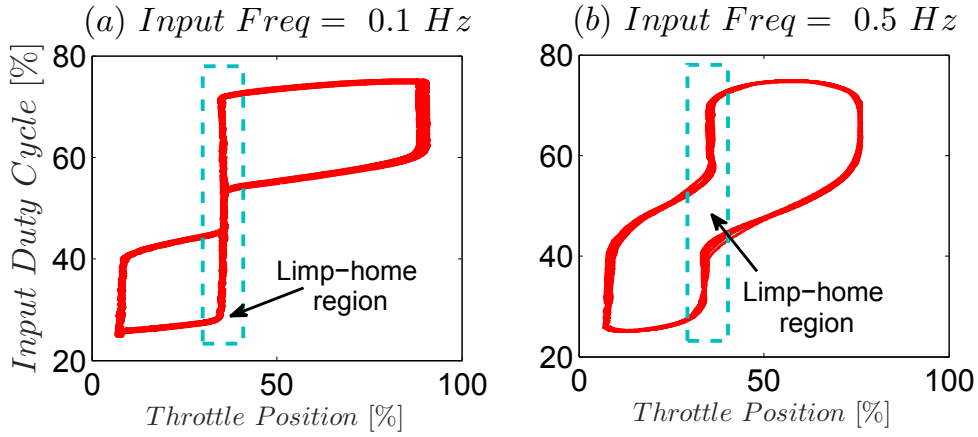 (a) Input Freq = 0.1 Hz
(b) Input Freq = 0.5 Hz
Input Duty Cycle [%]
80
60
40
20
0
50
100
Throttle Position [%]
Limp-home
region
80
60
40
20
0
50
100
Throttle Position [%]
Limp-home
region